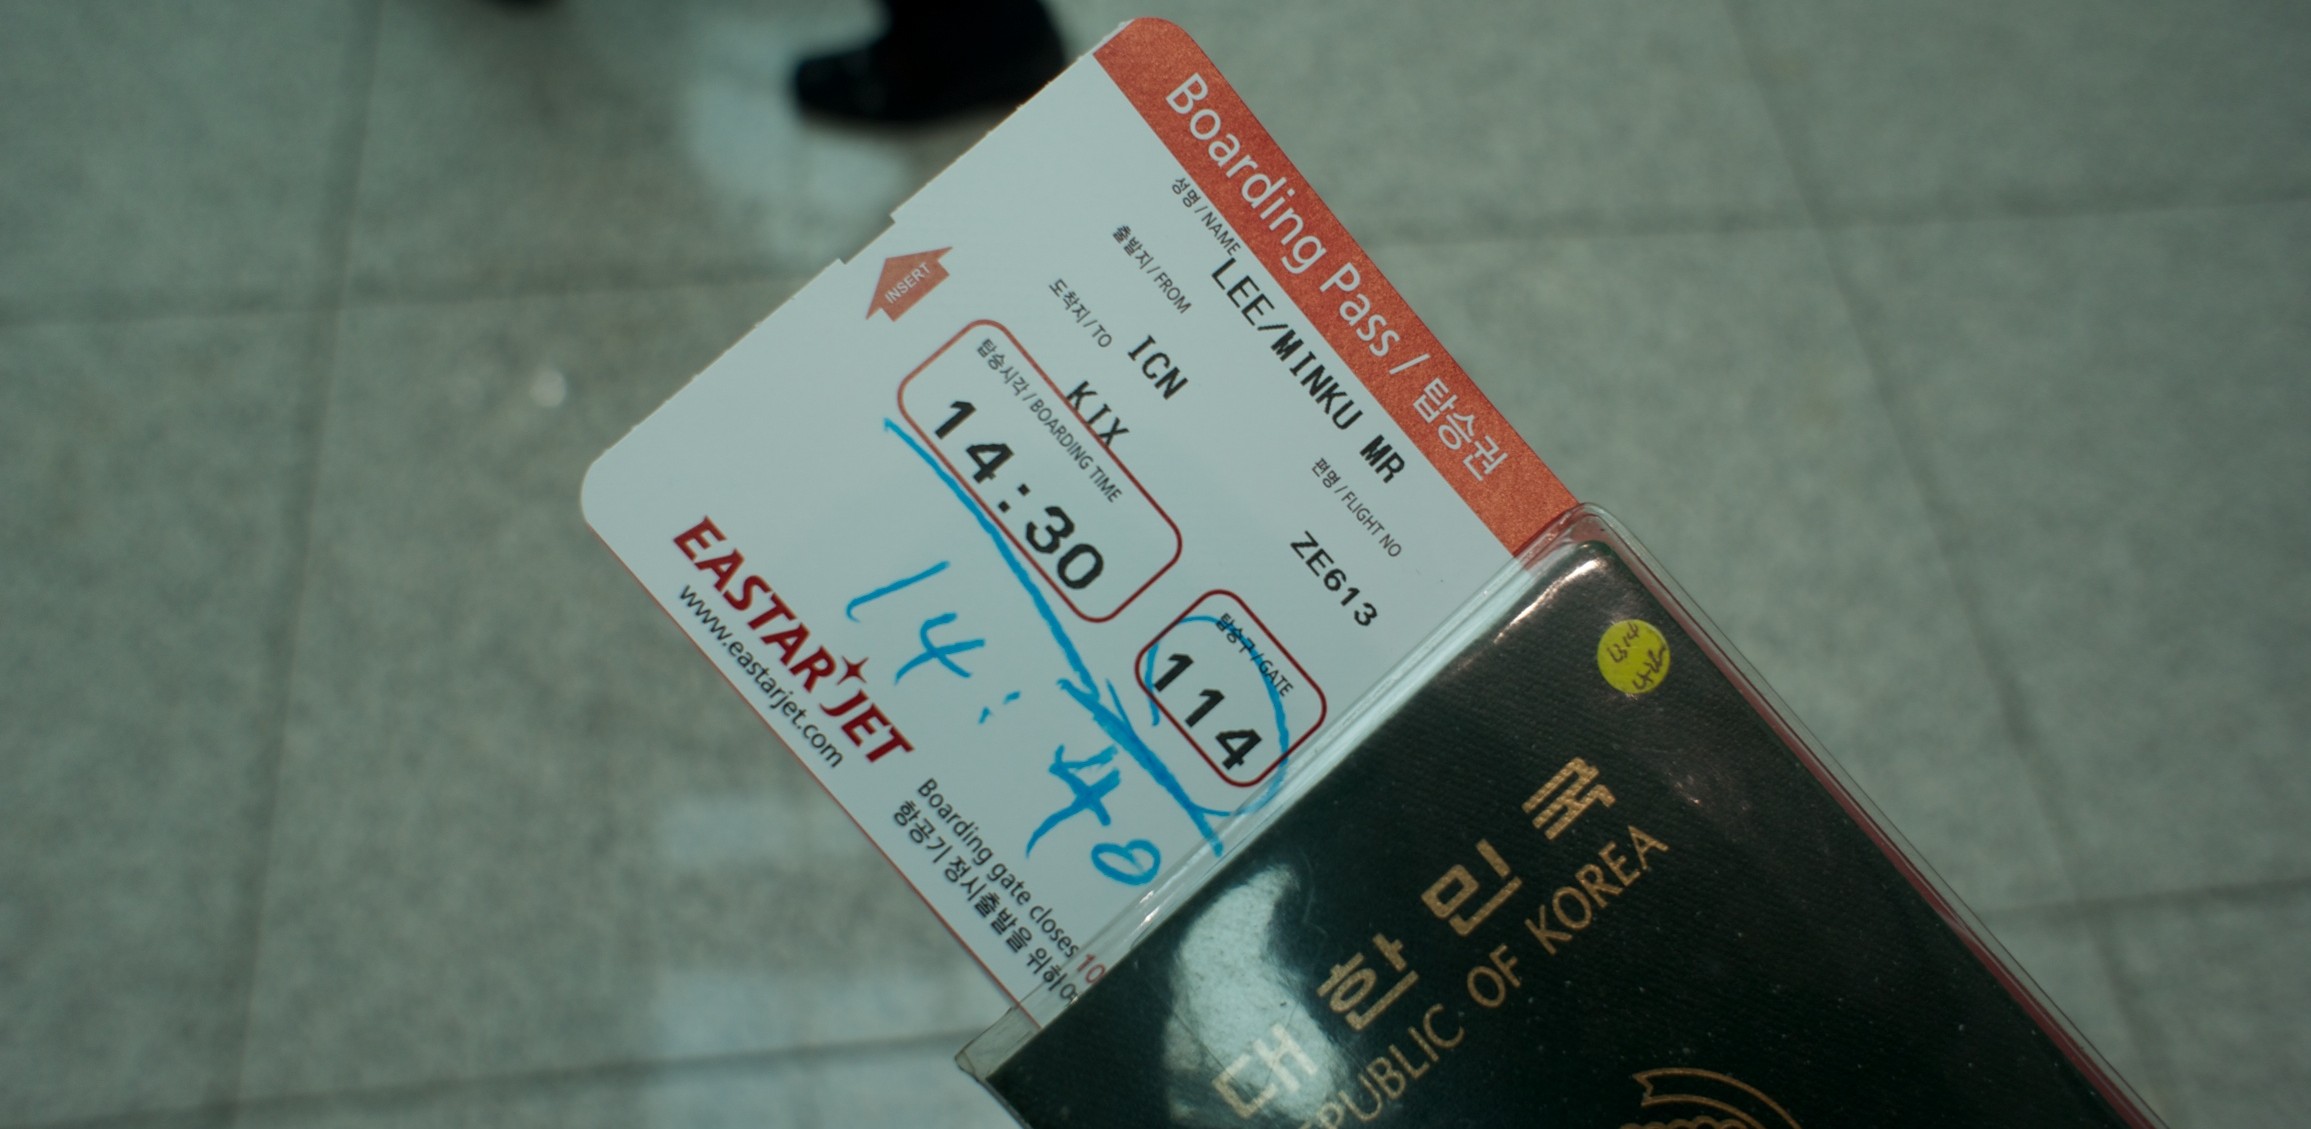 Boarding Pass / 탑승권
성명 / NAME LEE/MINKU MR
출발지 / FROM ICN
편명 / FLIGHT NO ZE613
도착지 / TO KIX
INSERT
탑승시각 / BOARDING TIME
14:30
탑승구 / GATE
114
14:40
EASTAR JET
www.eastarjet.com
Boarding gate closes 10
항공기 정시출발을 위하여
대한민국
REPUBLIC OF KOREA